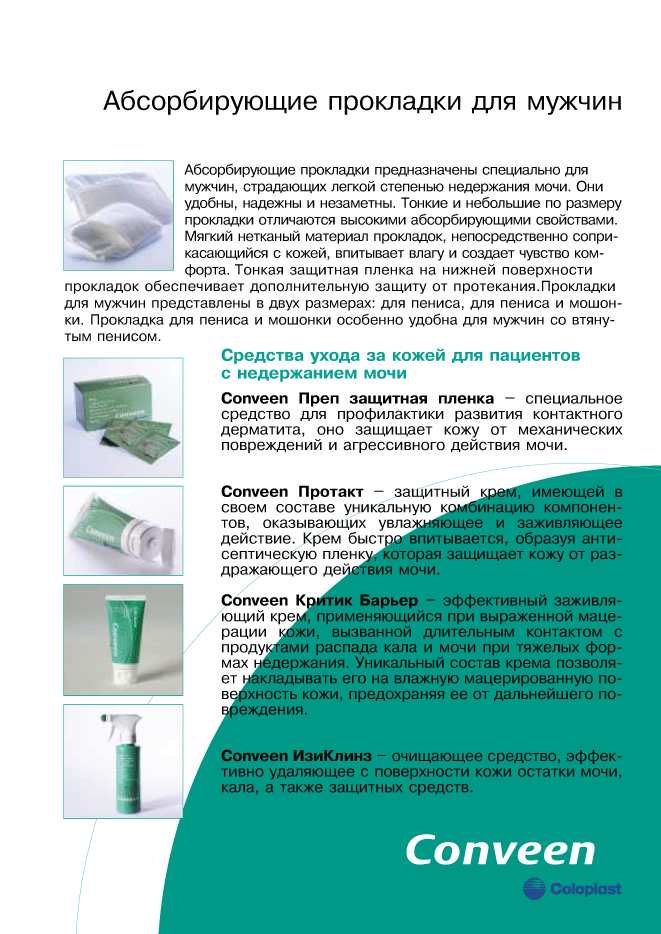 Абсорбирующие прокладки для мужчин
Абсорбирующие прокладки предназначены специально для
мужчин, страдающих легкой степенью недержания мочи. Они
удобны, надежны и незаметны. Тонкие и небольшие по размеру
прокладки отличаются высокими абсорбирующими свойствами.
Мягкий нетканый материал прокладок, непосредственно сопри-
касающийся с кожей, впитывает влагу и создает чувство ком-
форта. Тонкая защитная пленка на нижней поверхности
прокладок обеспечивает дополнительную защиту от протекания.Прокладки
для мужчин представлены в двух размерах: для пениса, для пениса и мошон-
ки. Прокладка для пениса и мошонки особенно удобна для мужчин со втяну-
тым пенисом.
Средства ухода за кожей для пациентов
с недержанием мочи
Conveen Преп защитная пленка – специальное
средство для профилактики развития контактного
дерматита, оно защищает кожу от механических
повреждений и агрессивного действия мочи.
Conveen Протакт – защитный крем, имеющей в
своем составе уникальную комбинацию компонен-
тов, оказывающих увлажняющее и заживляющее
действие. Крем быстро впитывается, образуя анти-
септическую пленку, которая защищает кожу от раз-
дражающего действия мочи.
Conveen Критик Барьер – эффективный заживля-
ющий крем, применяющийся при выраженной маце-
рации кожи, вызванной длительным контактом с
продуктами распада кала и мочи при тяжелых фор-
мах недержания. Уникальный состав крема позволя-
ет накладывать его на влажную мацерированную по-
верхность кожи, предохраняя ее от дальнейшего по-
вреждения.
Conveen ИзиКлинз – очищающее средство, эффек-
тивно удаляющее с поверхности кожи остатки мочи,
кала, а также защитных средств.
Conveen
Conveen
Conveen
Conveen
Conveen
Coloplast